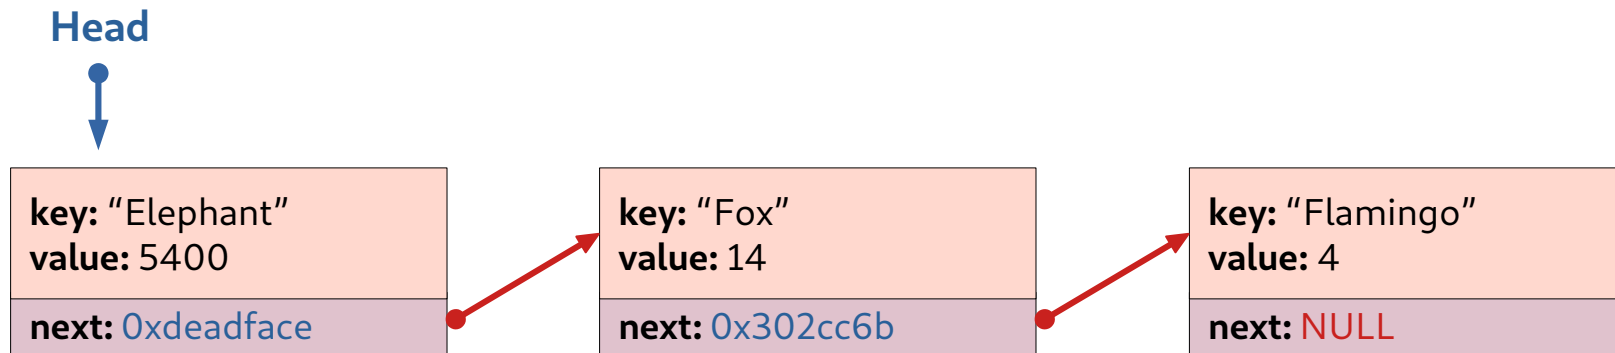 Head
key: “Elephant”
value: 5400
next: 0xdeadface
key: “Fox”
value: 14
next: 0x302cc6b
key: “Flamingo”
value: 4
next: NULL